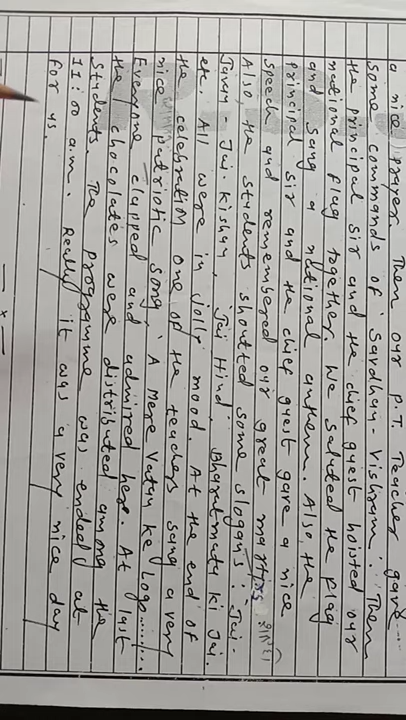 a nice prayer. Then our P.T. Teacher gave
some commands of 'Savdhan - Vishram'. Then
the principal sir and the chief guest hoisted our
national flag together. We saluted the flag
and sang a national anthem. Also the
principal sir and the chief guest gave a nice
speech and remembered our great martirs
Also, the students shoutted some slogans : Jai -
Javan - Jai Kishan, Jai Hind, Bharatmata ki Jai.
etc. All were in jolly mood. At the end of
the celebration one of the teachers sang a very
nice patriotic song, 'A mere Vatan ke Logo........
Everyone clapped and admired here. At last
the chocolates were distributed among the
students. The programme was ended at
11:00 a.m. Really it was a very nice day
for us.
— x —